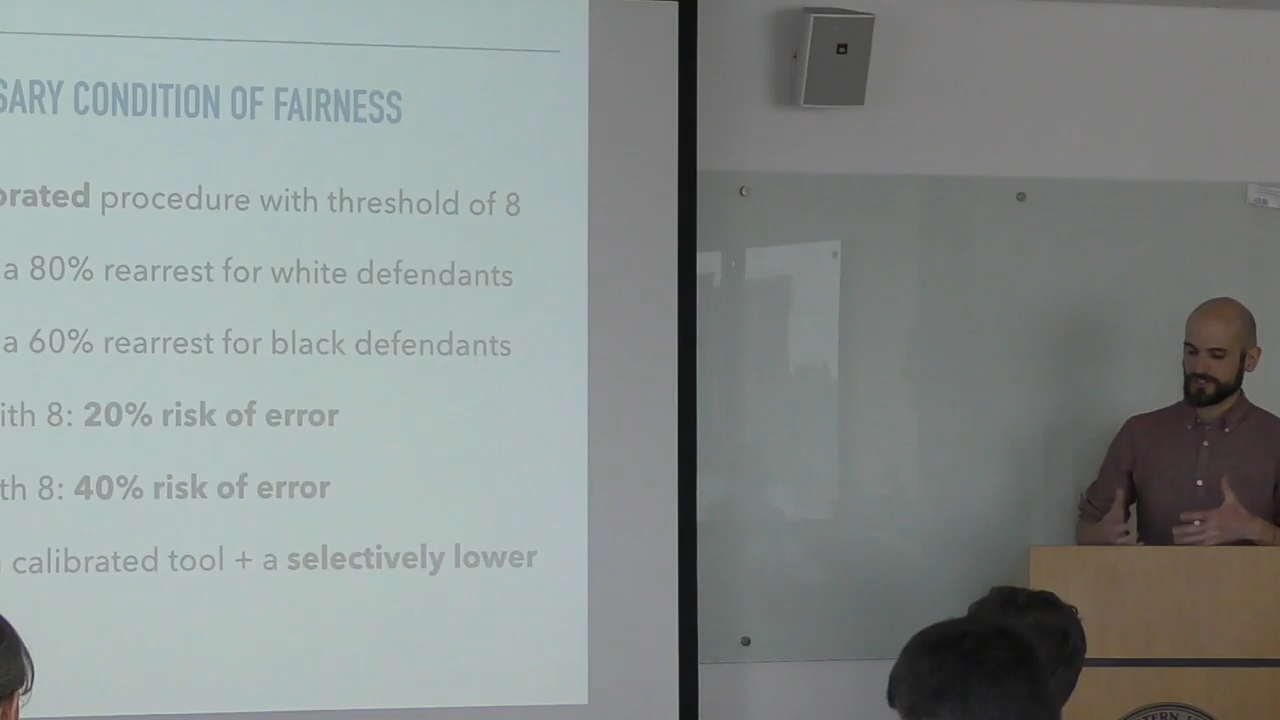 SARY CONDITION OF FAIRNESS
brated procedure with threshold of 8
a 80% rearrest for white defendants
a 60% rearrest for black defendants
ith 8: 20% risk of error
th 8: 40% risk of error
calibrated tool + a selectively lower